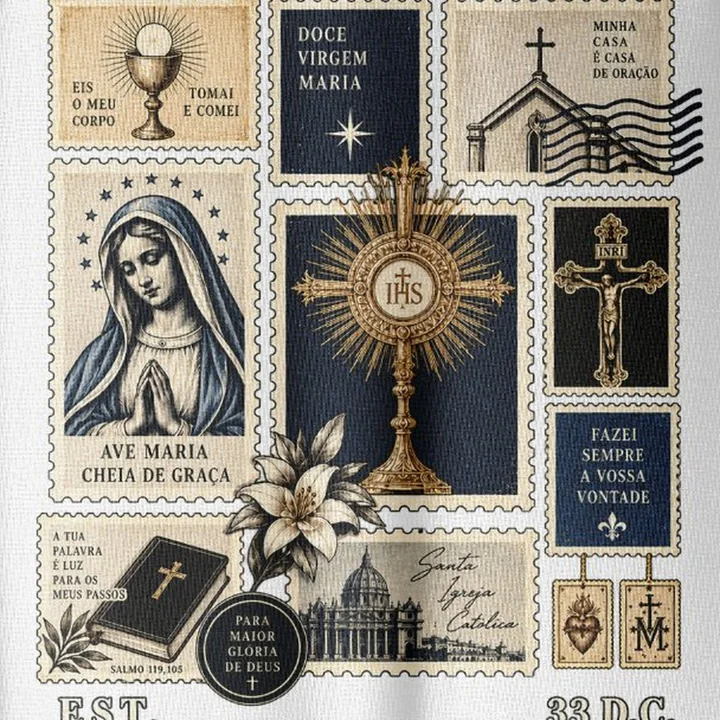 EIS
O MEU
CORPO
TOMAI
E COMEI
DOCE
VIRGEM
MARIA
MINHA
CASA
É CASA
DE ORAÇÃO
AVE MARIA
CHEIA DE GRAÇA
IHS
INRI
FAZEI
SEMPRE
A VOSSA
VONTADE
A TUA
PALAVRA
É LUZ
PARA OS
MEUS PASSOS
SALMO 119,105
PARA
MAIOR
GLÓRIA
DE DEUS
Santa
Igreja
Católica
M
EST.
33 D.C.